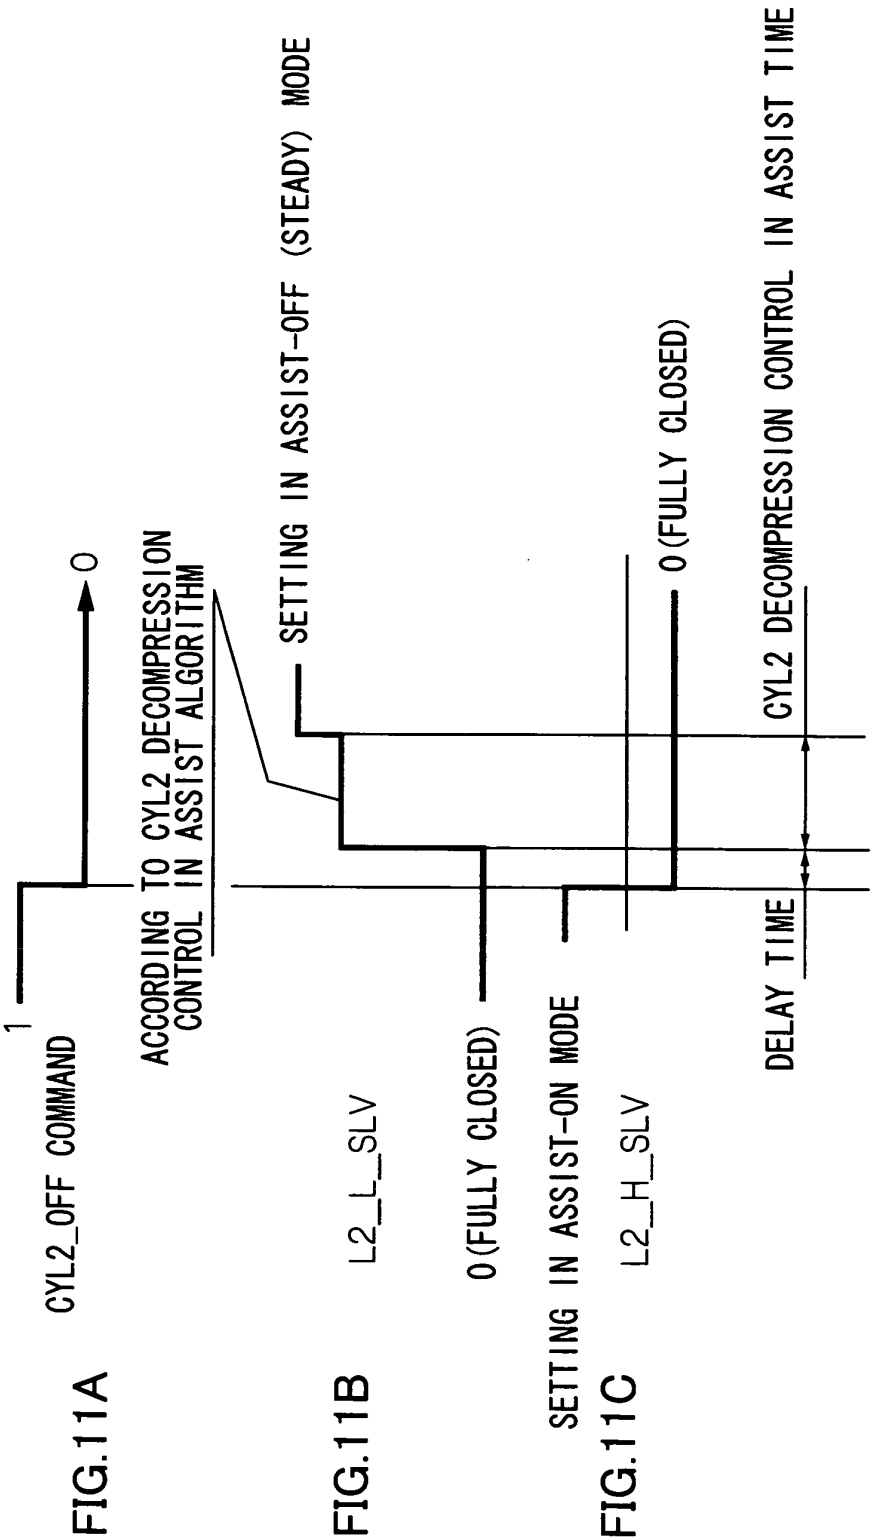 FIG.11A
CYL2_OFF COMMAND
1
0
ACCORDING TO CYL2 DECOMPRESSION
CONTROL IN ASSIST ALGORITHM
FIG.11B
L2_L_SLV
SETTING IN ASSIST-OFF (STEADY) MODE
0(FULLY CLOSED)
SETTING IN ASSIST-ON MODE
FIG.11C
L2_H_SLV
0(FULLY CLOSED)
DELAY TIME
CYL2 DECOMPRESSION CONTROL IN ASSIST TIME